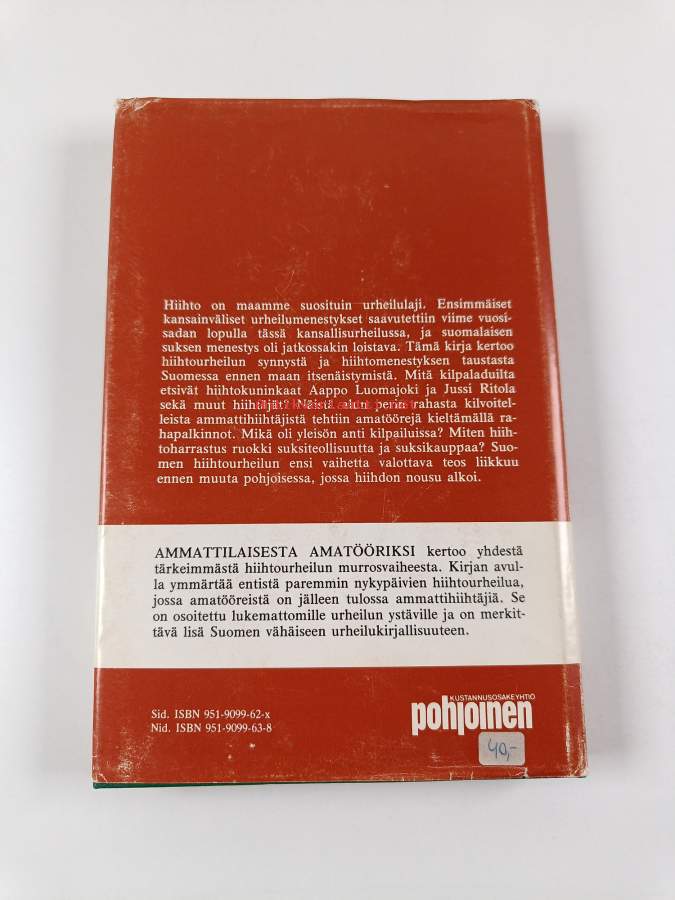 Hiihto on maamme suosituin urheilulaji. Ensimmäiset
kansainväliset urheilumenestykset saavutettiin viime vuosi-
sadan lopulla tässä kansallisurheilussa, ja suomalaisen
suksen menestys oli jatkossakin loistava. Tämä kirja kertoo
hiihtourheilun synnystä ja hiihtomenestyksen taustasta
Suomessa ennen maan itsenäistymistä. Mitä kilpaladuilta
etsivät hiihtokuninkaat Aappo Luomajoki ja Jussi Ritola
sekä muut hiihtäjät? Näistä alun perin rahasta kilvoitel-
leista ammattihiihtäjistä tehtiin amatöörejä kieltämällä ra-
hapalkinnot. Mikä oli yleisön anti kilpailuissa? Miten hiih-
toharrastus ruokki suksiteollisuutta ja suksikauppaa? Suo-
men hiihtourheilun ensi vaihetta valottava teos liikkuu
ennen muuta pohjoisessa, jossa hiihdon nousu alkoi.
AMMATTILAISESTA AMATÖÖRIKSI kertoo yhdestä
tärkeimmästä hiihtourheilun murrosvaiheesta. Kirjan avul-
la ymmärtää entistä paremmin nykypäivien hiihtourheilua,
jossa amatööreistä on jälleen tulossa ammattihiihtäjiä. Se
on osoitettu lukemattomille urheilun ystäville ja on merkit-
tävä lisä Suomen vähäiseen urheilukirjallisuuteen.
Sid. ISBN 951-9099-62-x
Nid. ISBN 951-9099-63-8
KUSTANNUSOSAKEYHTIÖ
pohjoinen
40,-